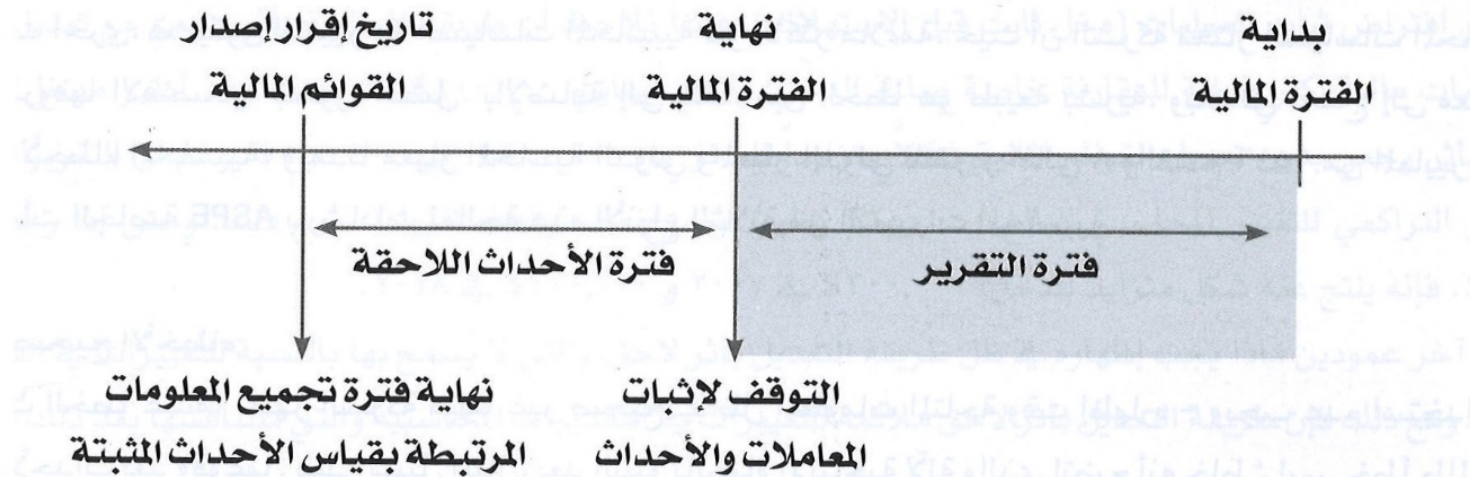 بداية
الفترة المالية
نهاية
الفترة المالية
تاريخ إقرار إصدار
القوائم المالية
فترة التقرير
فترة الأحداث اللاحقة
التوقف لاثبات
المعاملات والأحداث
نهاية فترة تجميع المعلومات
المرتبطة بقياس الأحداث المثبتة